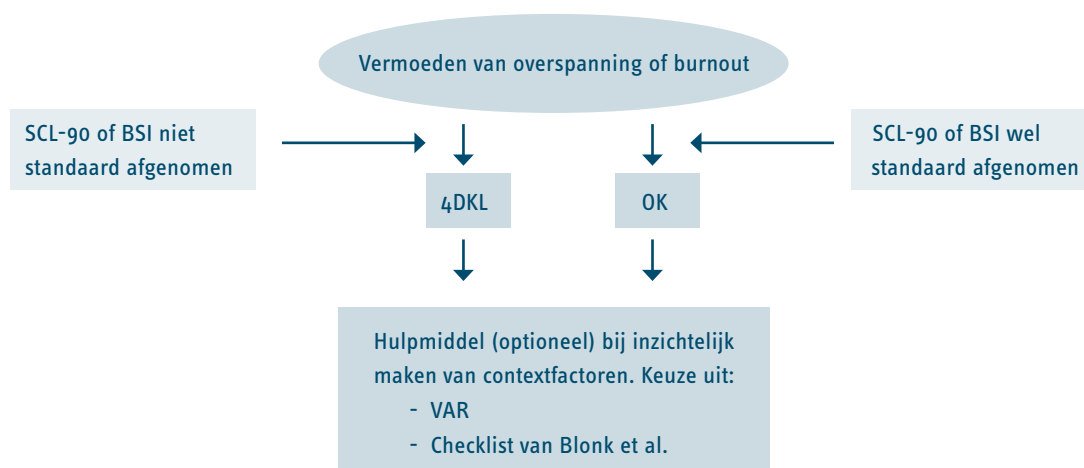 Vermoeden van overspanning of burnout
SCL-90 of BSI niet
standaard afgenomen
SCL-90 of BSI wel
standaard afgenomen
4DKL
OK
Hulpmiddel (optioneel) bij inzichtelijk
maken van contextfactoren. Keuze uit:
- VAR
- Checklist van Blonk et al.